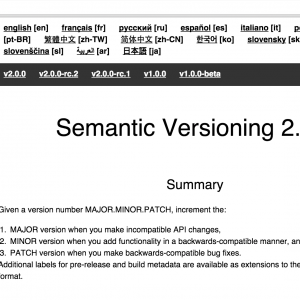 english [en] français [fr] русский [ru] español [es] italiano [it]
[pt-BR] 繁體中文 [zh-TW] 简体中文 [zh-CN] 한국어 [ko] slovensky [sk
slovenščina [sl] العربية [ar] 日本語 [ja]
v2.0.0 v2.0.0-rc.2 v2.0.0-rc.1 v1.0.0 v1.0.0-beta
Semantic Versioning 2.
Summary
Given a version number MAJOR.MINOR.PATCH, increment the:
1. MAJOR version when you make incompatible API changes,
2. MINOR version when you add functionality in a backwards-compatible manner, an
3. PATCH version when you make backwards-compatible bug fixes.
Additional labels for pre-release and build metadata are available as extensions to the
format.